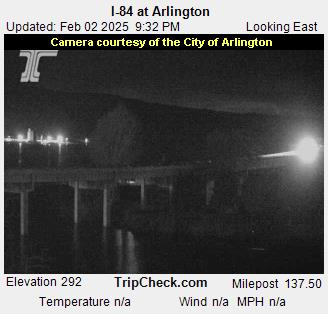 I-84 at Arlington
Updated: Feb 02 2025 9:32 PM Looking East
Camera courtesy of the City of Arlington
Elevation 292 TripCheck.com Milepost 137.50
Temperature n/a Wind n/a MPH n/a